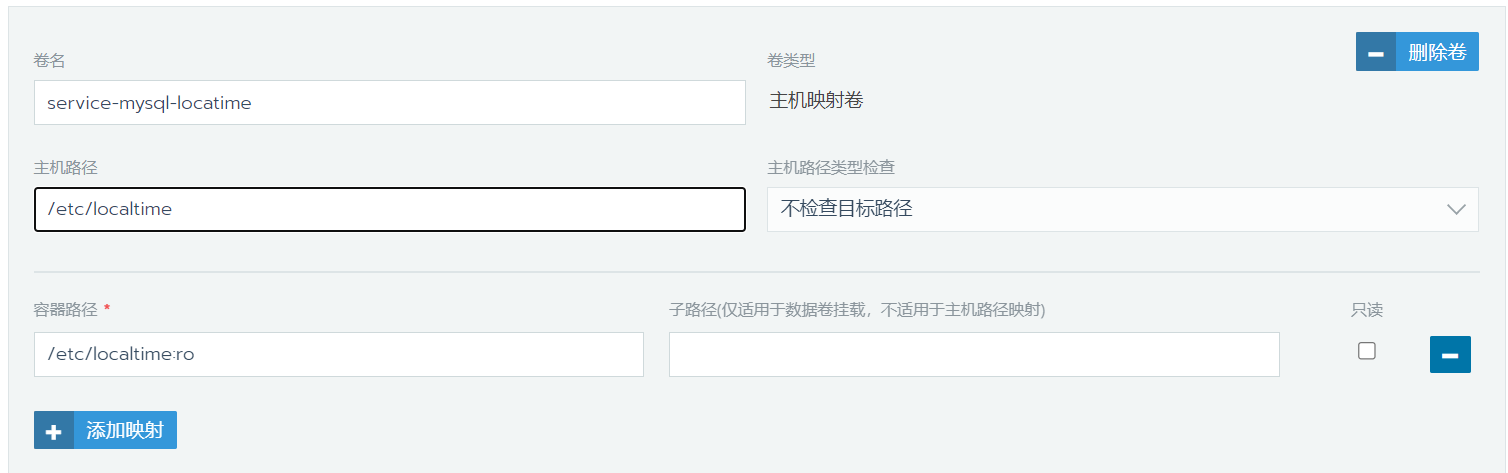 卷名
卷类型
删除卷
service-mysql-locatime
主机映射卷
主机路径
主机路径类型检查
/etc/localtime
不检查目标路径
容器路径 *
子路径(仅适用于数据卷挂载，不适用于主机路径映射)
只读
/etc/localtime:ro
添加映射